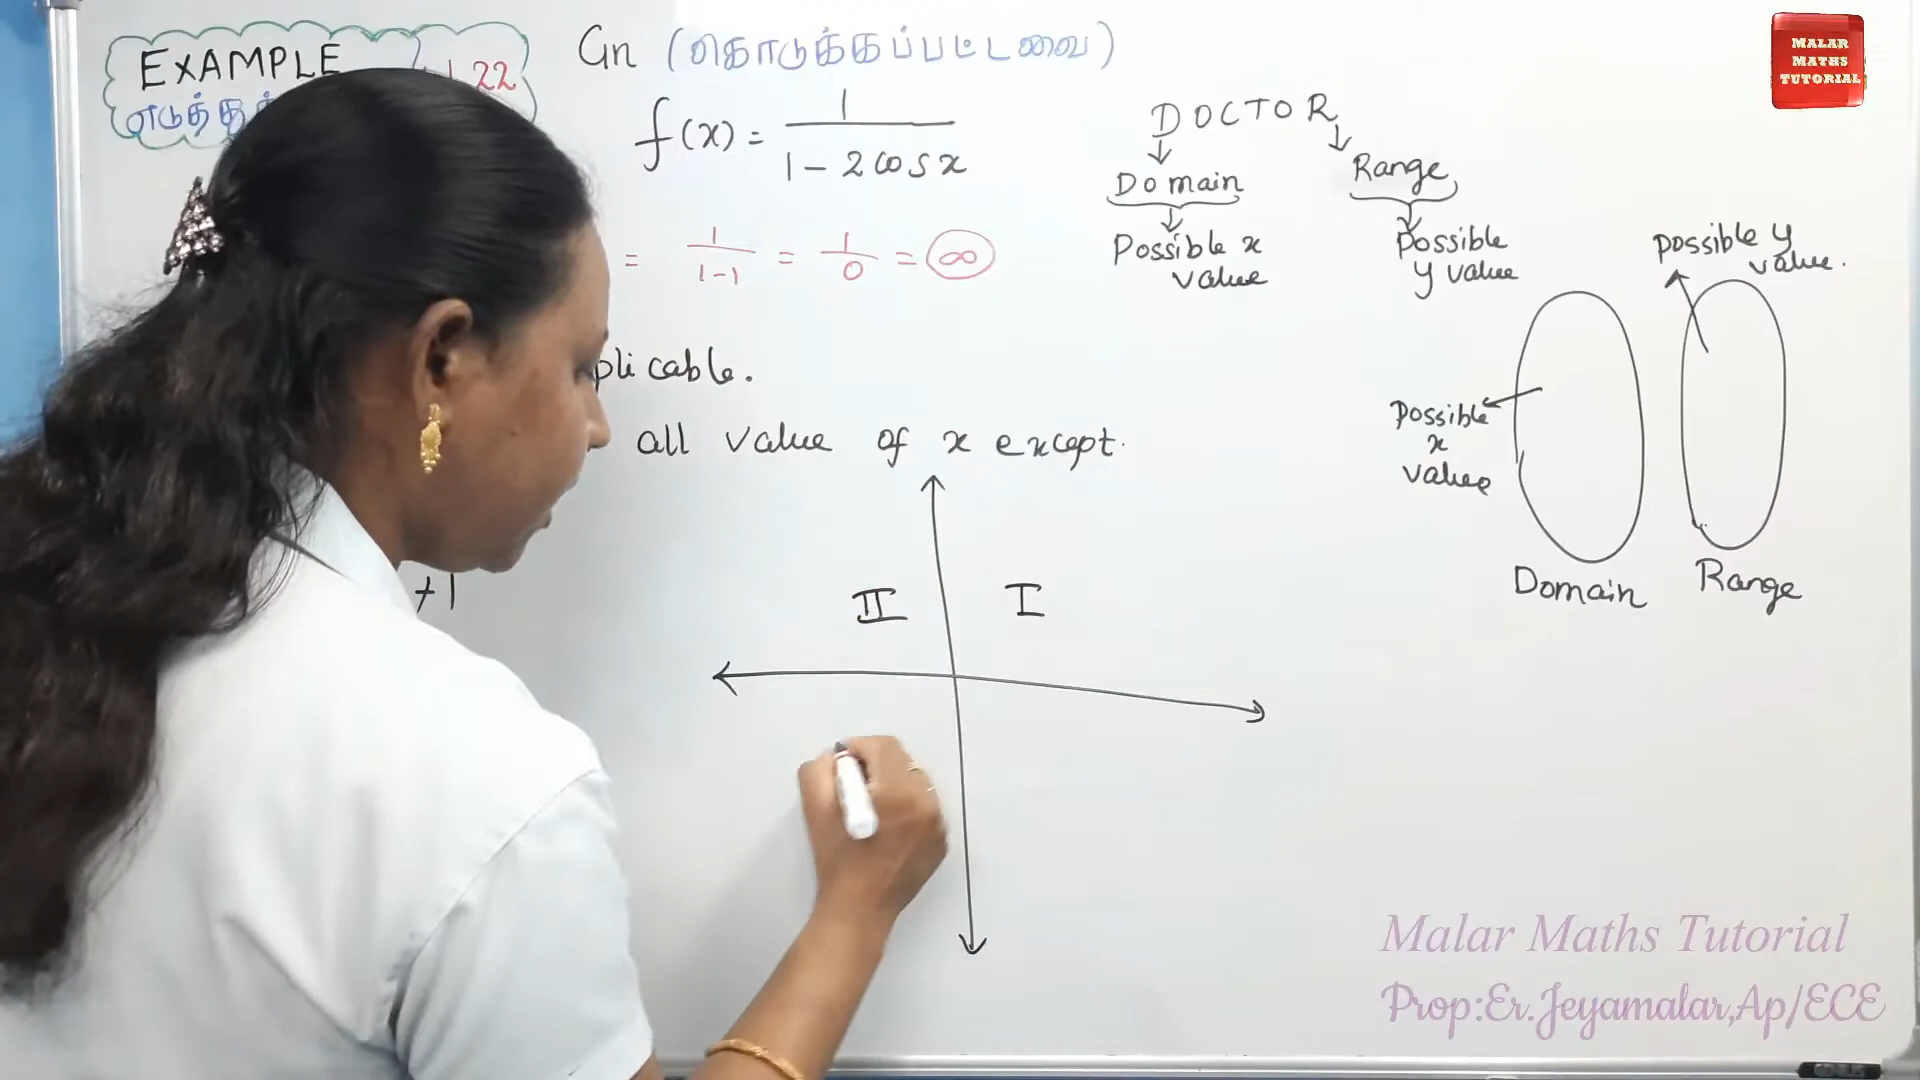 EXAMPLE
22
Gn (கொடுக்கப்பட்டவை)
f(x) = 1 / 1 - 2 cos x
= 1 / 1-1 = 1 / 0 = ∞
plicable.
all value of x except.
+1
II
I
DOCTOR
Domain
Range
Possible x
value
Possible
y value
possible y
value.
possible
x
value
Domain
Range
MALAR
MATHS
TUTORIAL
Malar Maths Tutorial
Prop:Er.Jeyamalar,Ap/ECE